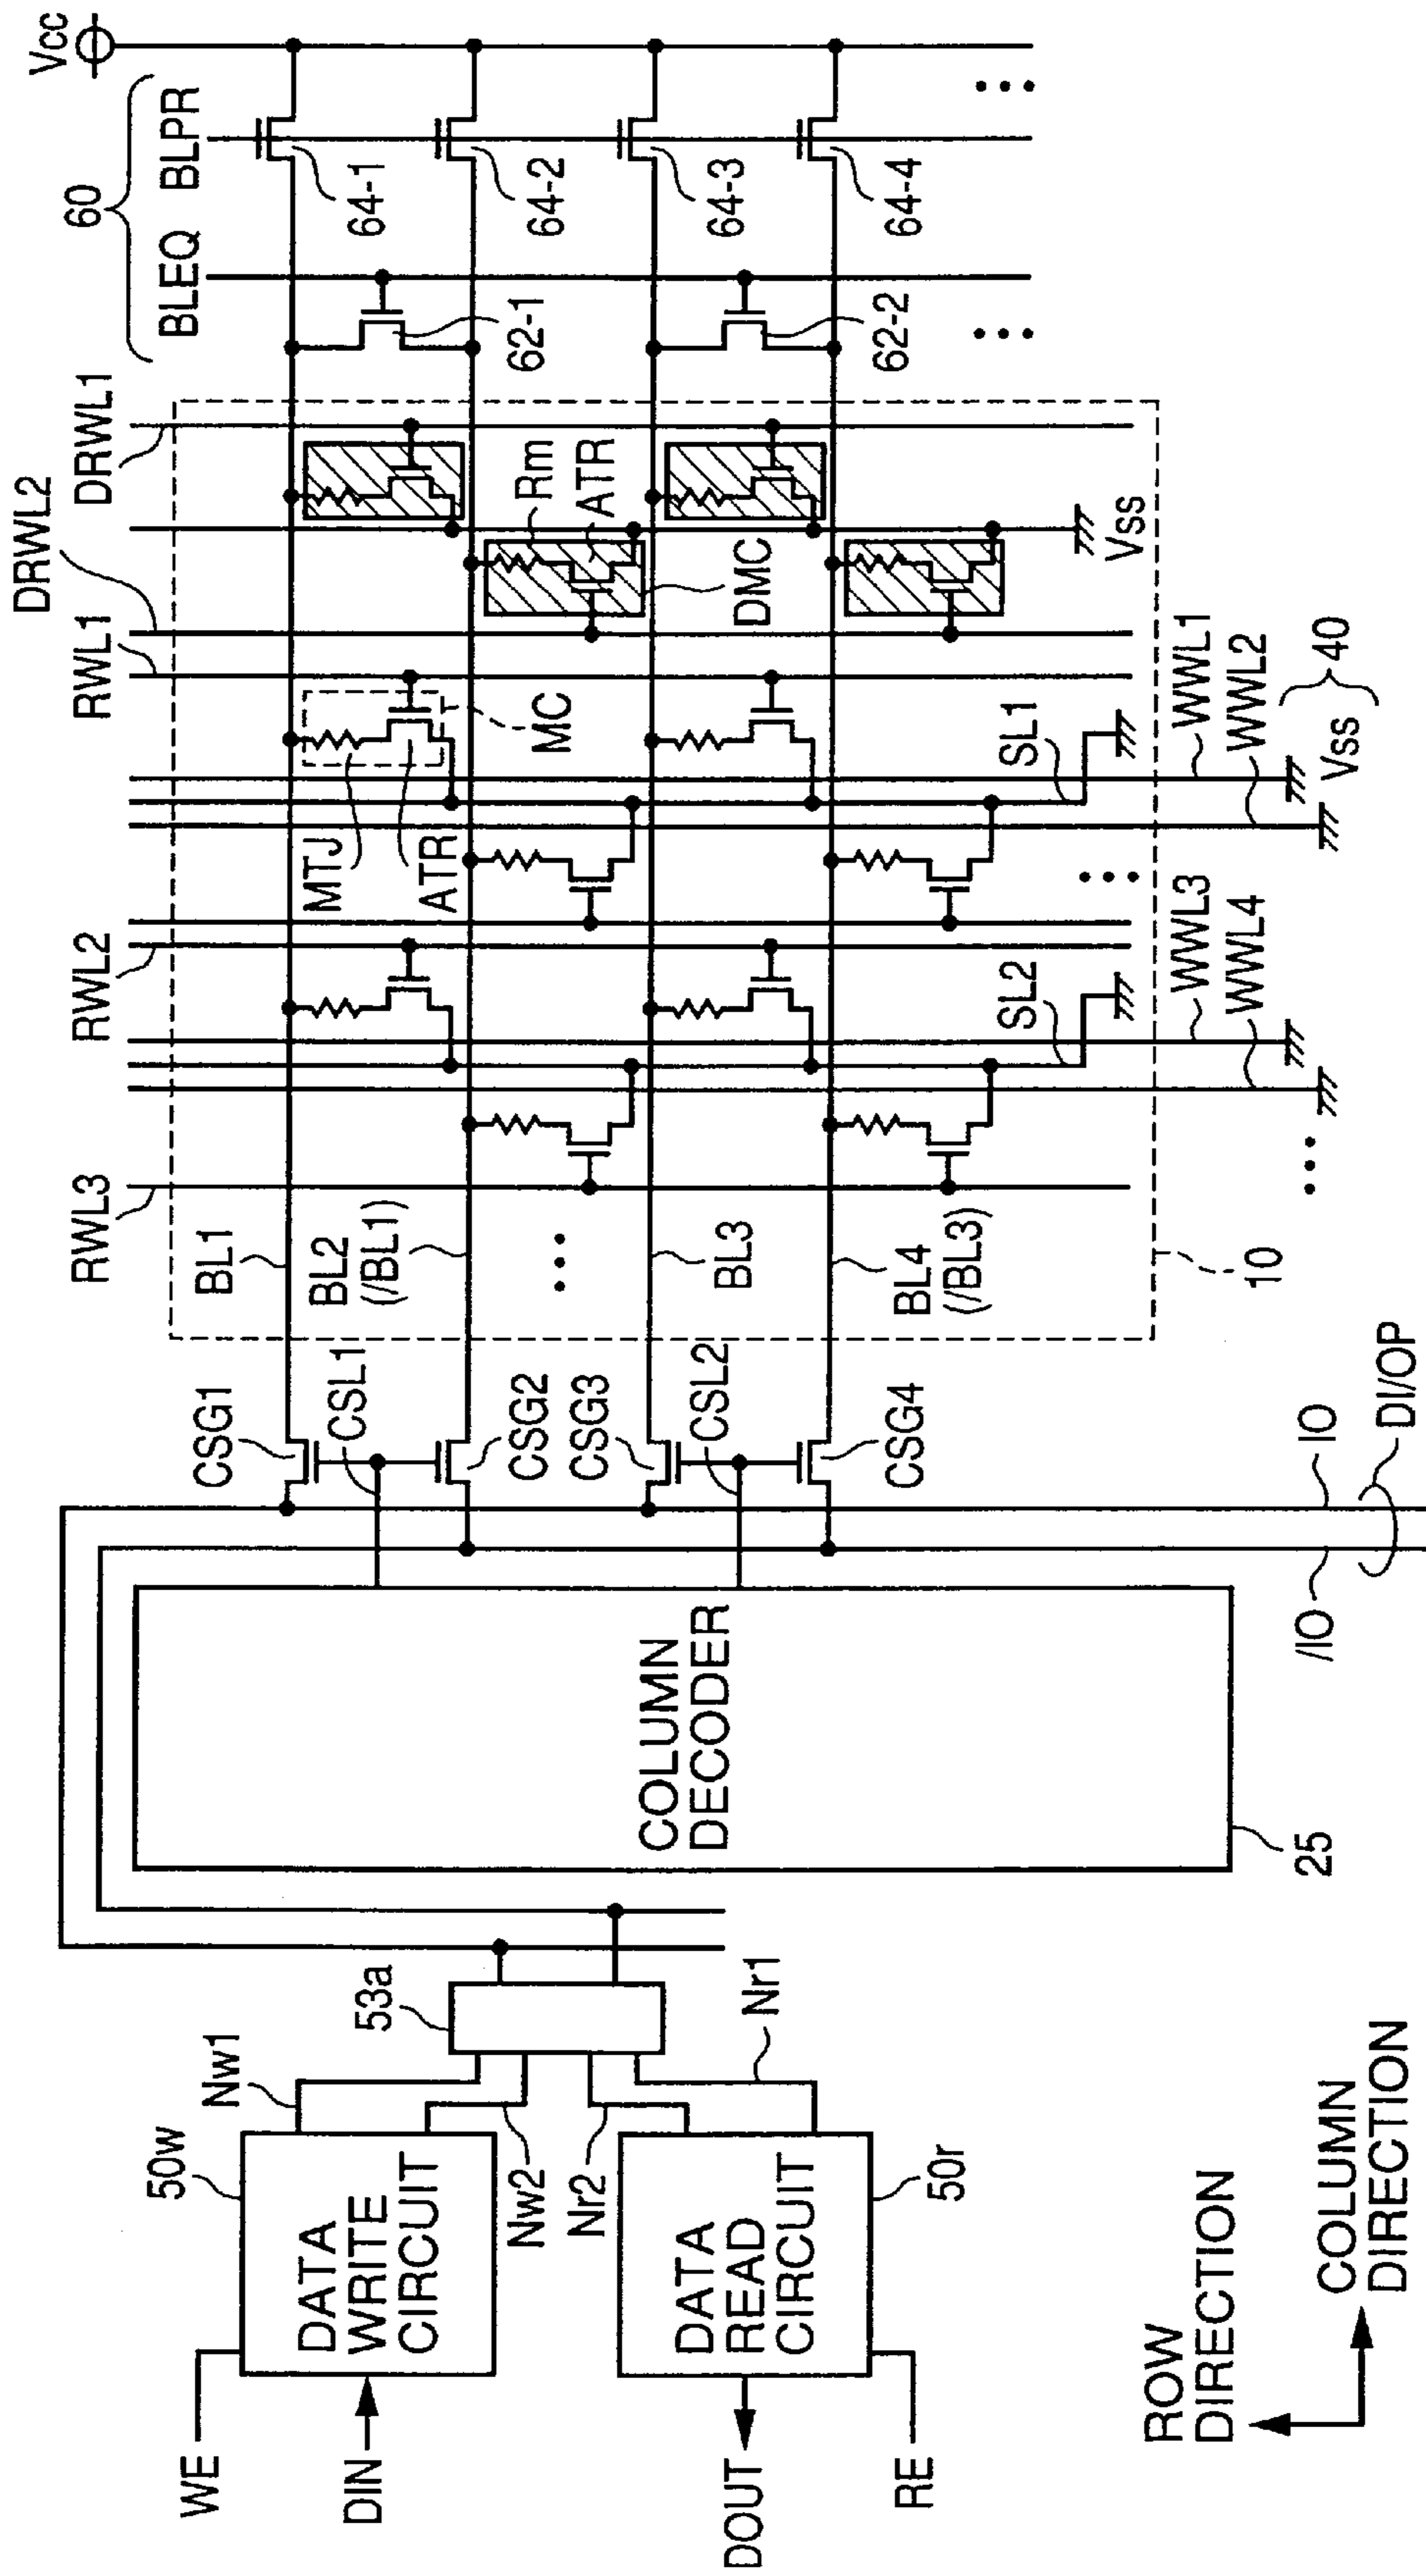 Vcc
60
BLEQ
BLPR
64-1
64-2
64-3
64-4
62-1
62-2
DRWL1
DRWL2
RWL1
RWL2
RWL3
Rm
ATR
DMC
Vss
MC
MTJ
ATR
SL1
SL2
WWL1
WWL2
WWL3
WWL4
40
Vss
BL1
BL2
(/BL1)
BL3
BL4
(/BL3)
10
CSG1
CSL1
CSG2
CSG3
CSL2
CSG4
IO
/IO
DI/OP
COLUMN
DECODER
25
53a
Nw1
Nw2
Nr2
Nr1
50w
DATA
WRITE
CIRCUIT
WE
DIN
50r
DATA
READ
CIRCUIT
DOUT
RE
ROW
DIRECTION
COLUMN
DIRECTION